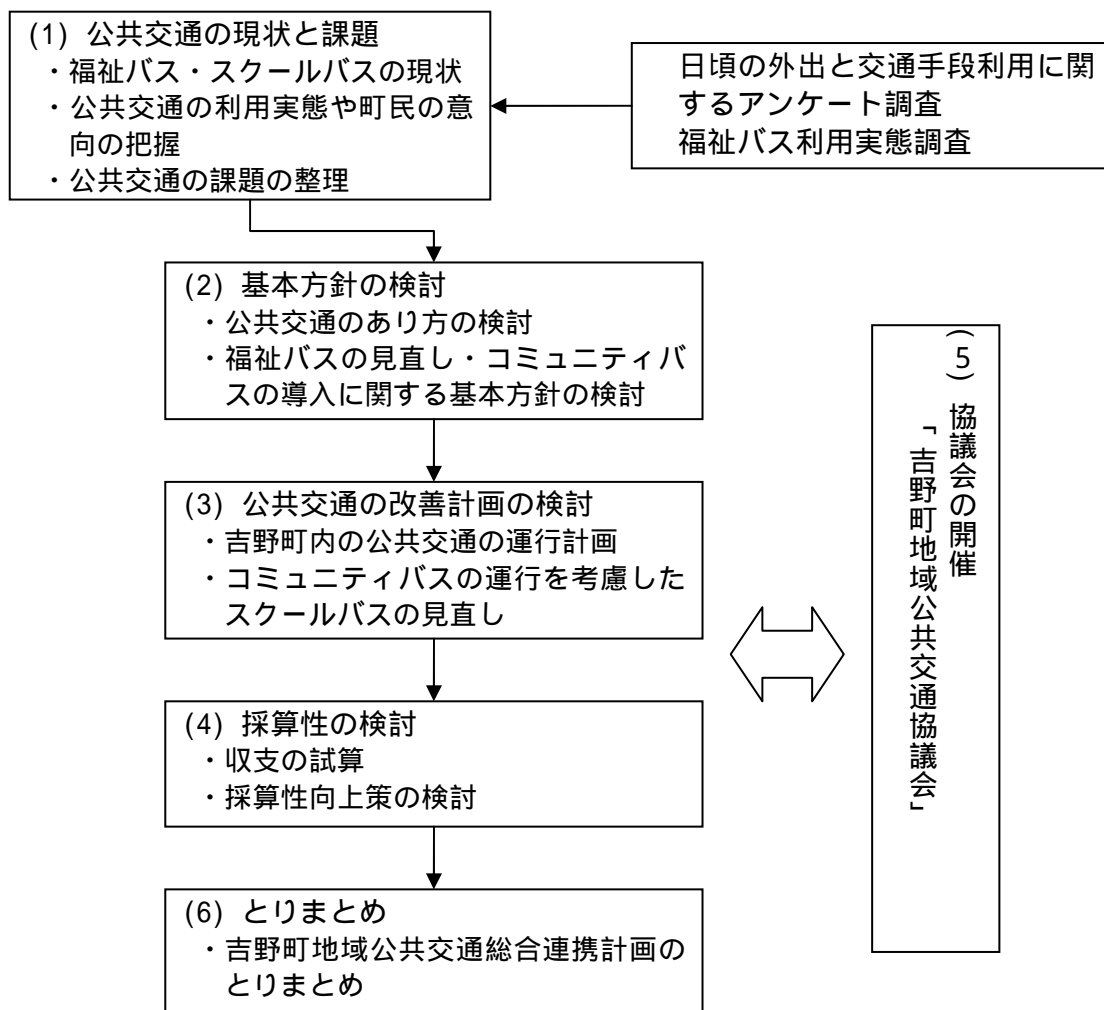 (1) 公共交通の現状と課題
・福祉バス・スクールバスの現状
・公共交通の利用実態や町民の意
向の把握
・公共交通の課題の整理
日頃の外出と交通手段利用に関
するアンケート調査
福祉バス利用実態調査
(2) 基本方針の検討
・公共交通のあり方の検討
・福祉バスの見直し・コミュニティバ
スの導入に関する基本方針の検討
(3) 公共交通の改善計画の検討
・吉野町内の公共交通の運行計画
・コミュニティバスの運行を考慮した
スクールバスの見直し
(4) 採算性の検討
・収支の試算
・採算性向上策の検討
(5) 協議会の開催
「吉野町地域公共交通協議会」
(6) とりまとめ
・吉野町地域公共交通総合連携計画の
とりまとめ